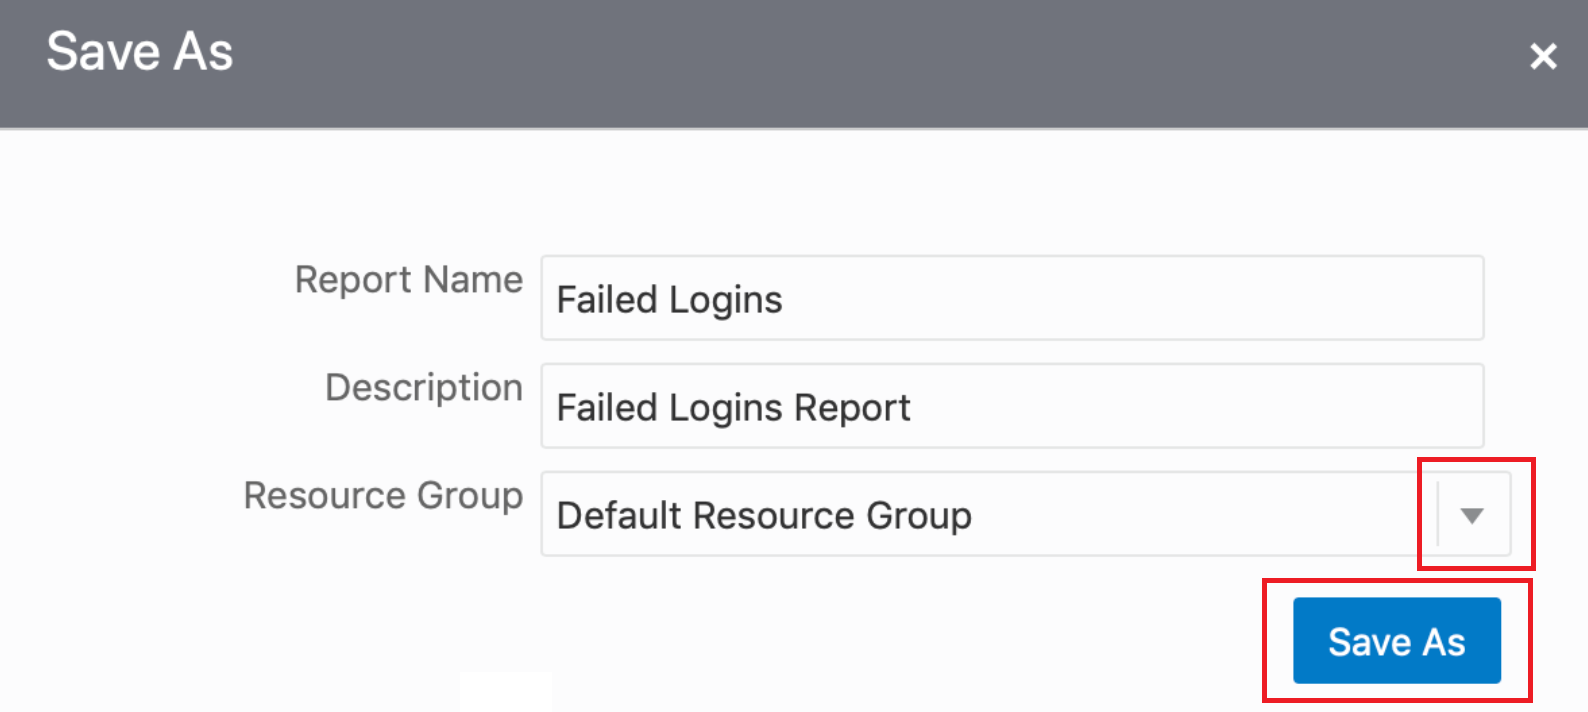 Save As
Report Name
Failed Logins
Description
Failed Logins Report
Resource Group
Default Resource Group
Save As